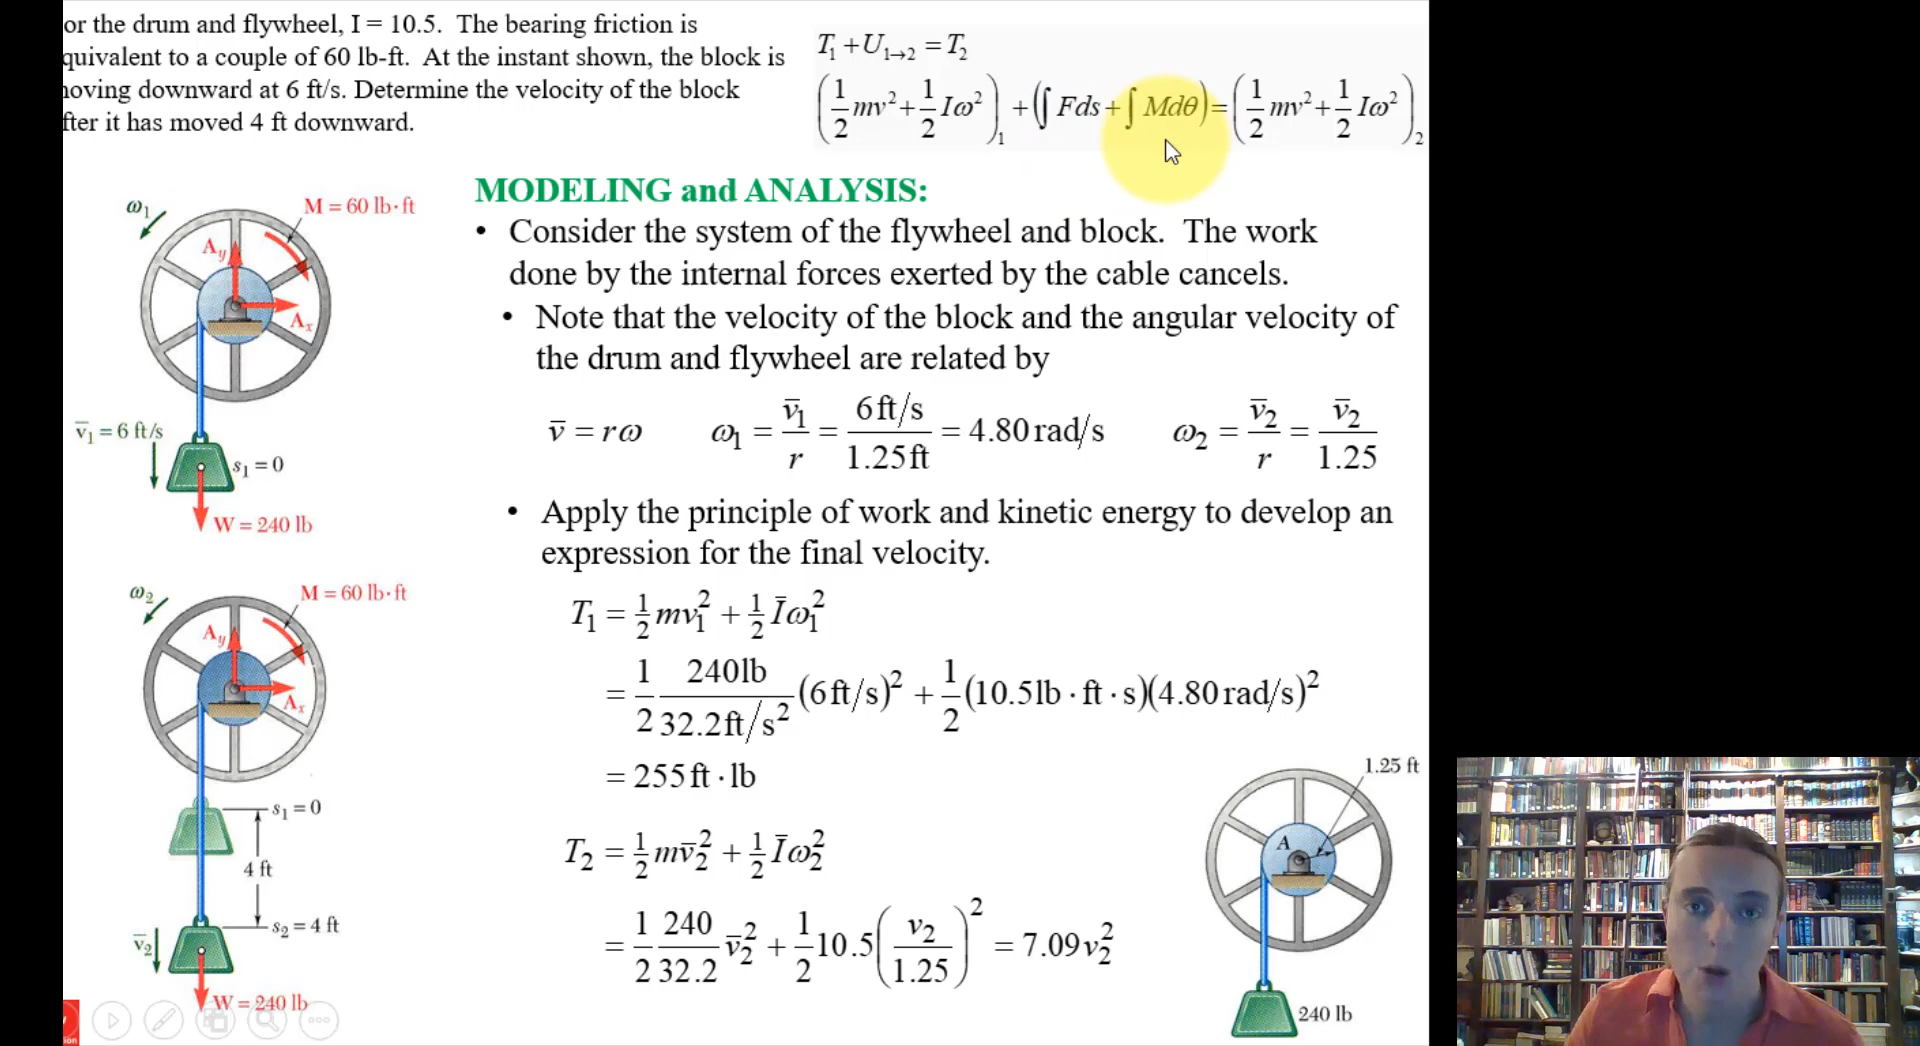 or the drum and flywheel, I = 10.5. The bearing friction is
quivalent to a couple of 60 lb-ft. At the instant shown, the block is
noving downward at 6 ft/s. Determine the velocity of the block
fter it has moved 4 ft downward.
T₁ + U₁→₂ = T₂
(1/2 mv² + 1/2 Iω²)₁ + (∫ Fds + ∫ Mdθ) = (1/2 mv² + 1/2 Iω²)₂
MODELING and ANALYSIS:
• Consider the system of the flywheel and block. The work
done by the internal forces exerted by the cable cancels.
• Note that the velocity of the block and the angular velocity of
the drum and flywheel are related by
v̄ = rω ω₁ = v̄₁/r = 6 ft/s / 1.25 ft = 4.80 rad/s ω₂ = v̄₂/r = v̄₂/1.25
• Apply the principle of work and kinetic energy to develop an
expression for the final velocity.
T₁ = ½mv₁² + ½Īω₁²
= 1/2 240 lb/32.2 ft/s² (6 ft/s)² + 1/2 (10.5 lb · ft · s)(4.80 rad/s)²
= 255 ft · lb
T₂ = ½mv̄₂² + ½Īω₂²
= 1/2 240/32.2 v̄₂² + 1/2 10.5 (v₂/1.25)² = 7.09 v₂²
ω₁
M = 60 lb·ft
Ay
Ax
v̄₁ = 6 ft/s
s₁ = 0
W = 240 lb
ω₂
M = 60 lb·ft
Ay
Ax
s₁ = 0
4 ft
s₂ = 4 ft
v̄₂
W = 240 lb
1.25 ft
A
240 lb